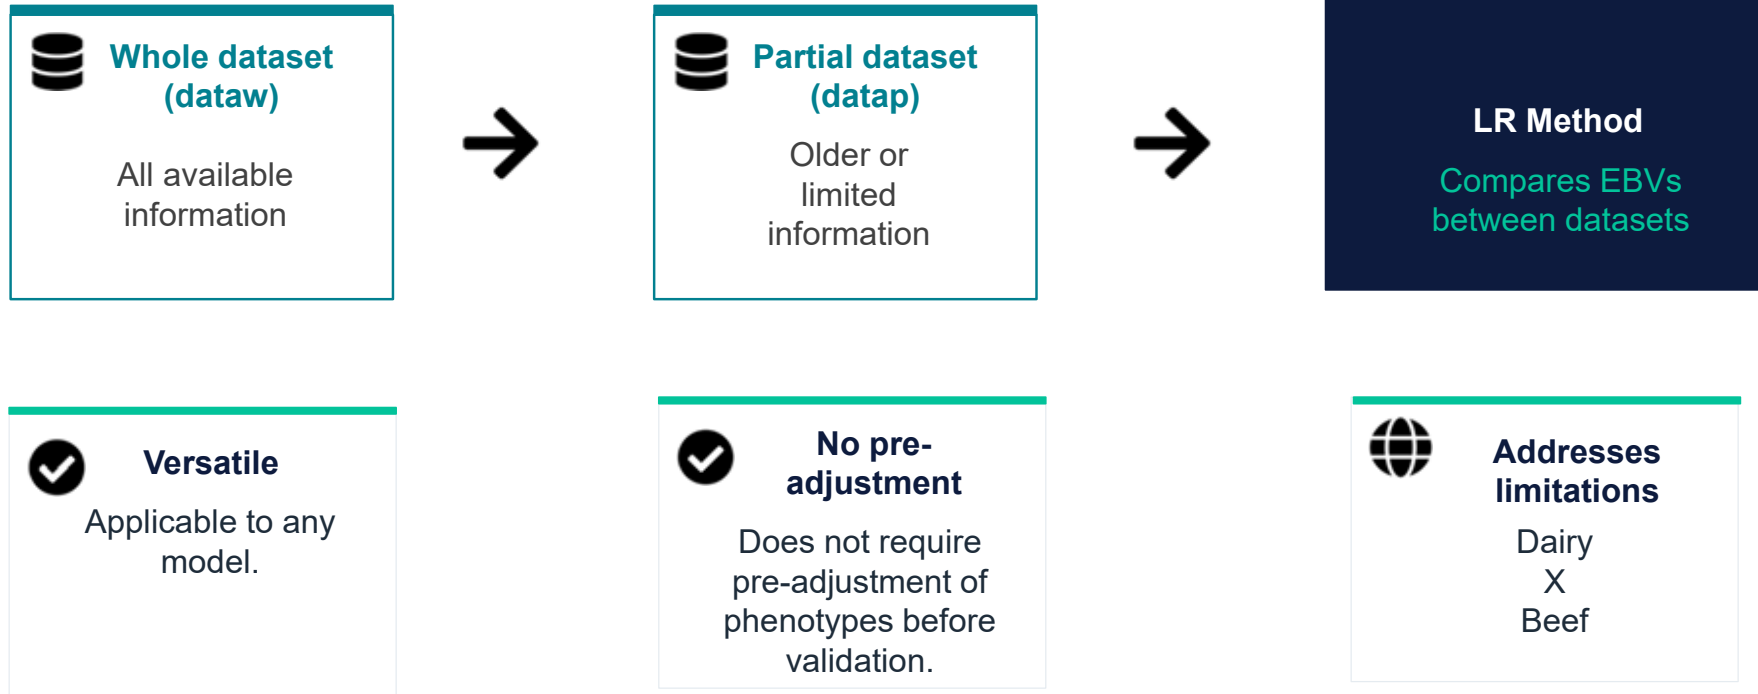 Whole dataset
(dataw)
All available
information
Partial dataset
(datap)
Older or
limited
information
LR Method
Compares EBVs
between datasets
Versatile
Applicable to any
model.
No pre-
adjustment
Does not require
pre-adjustment of
phenotypes before
validation.
Addresses
limitations
Dairy
X
Beef